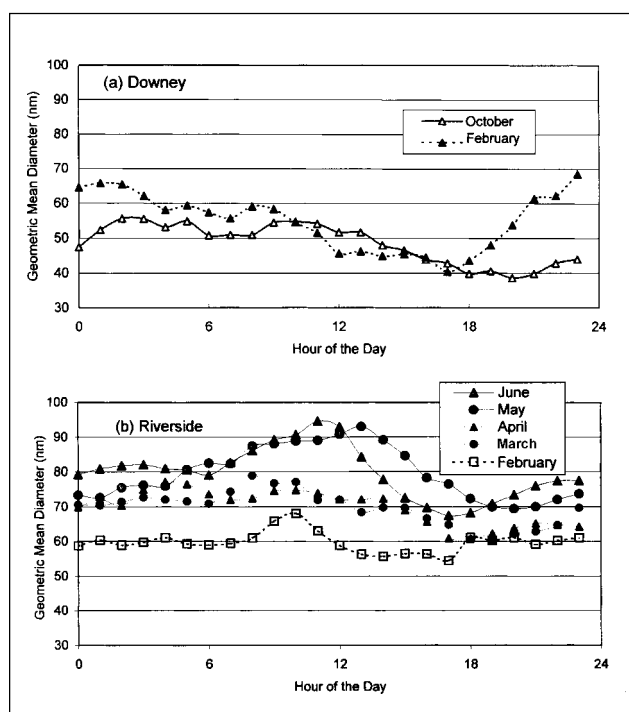 (a) Downey
Geometric Mean Diameter (nm)
100
90
80
70
60
50
40
30
October
February
0
6
12
18
24
Hour of the Day
(b) Riverside
Geometric Mean Diameter (nm)
100
90
80
70
60
50
40
30
June
May
April
March
February
0
6
12
18
24
Hour of the Day